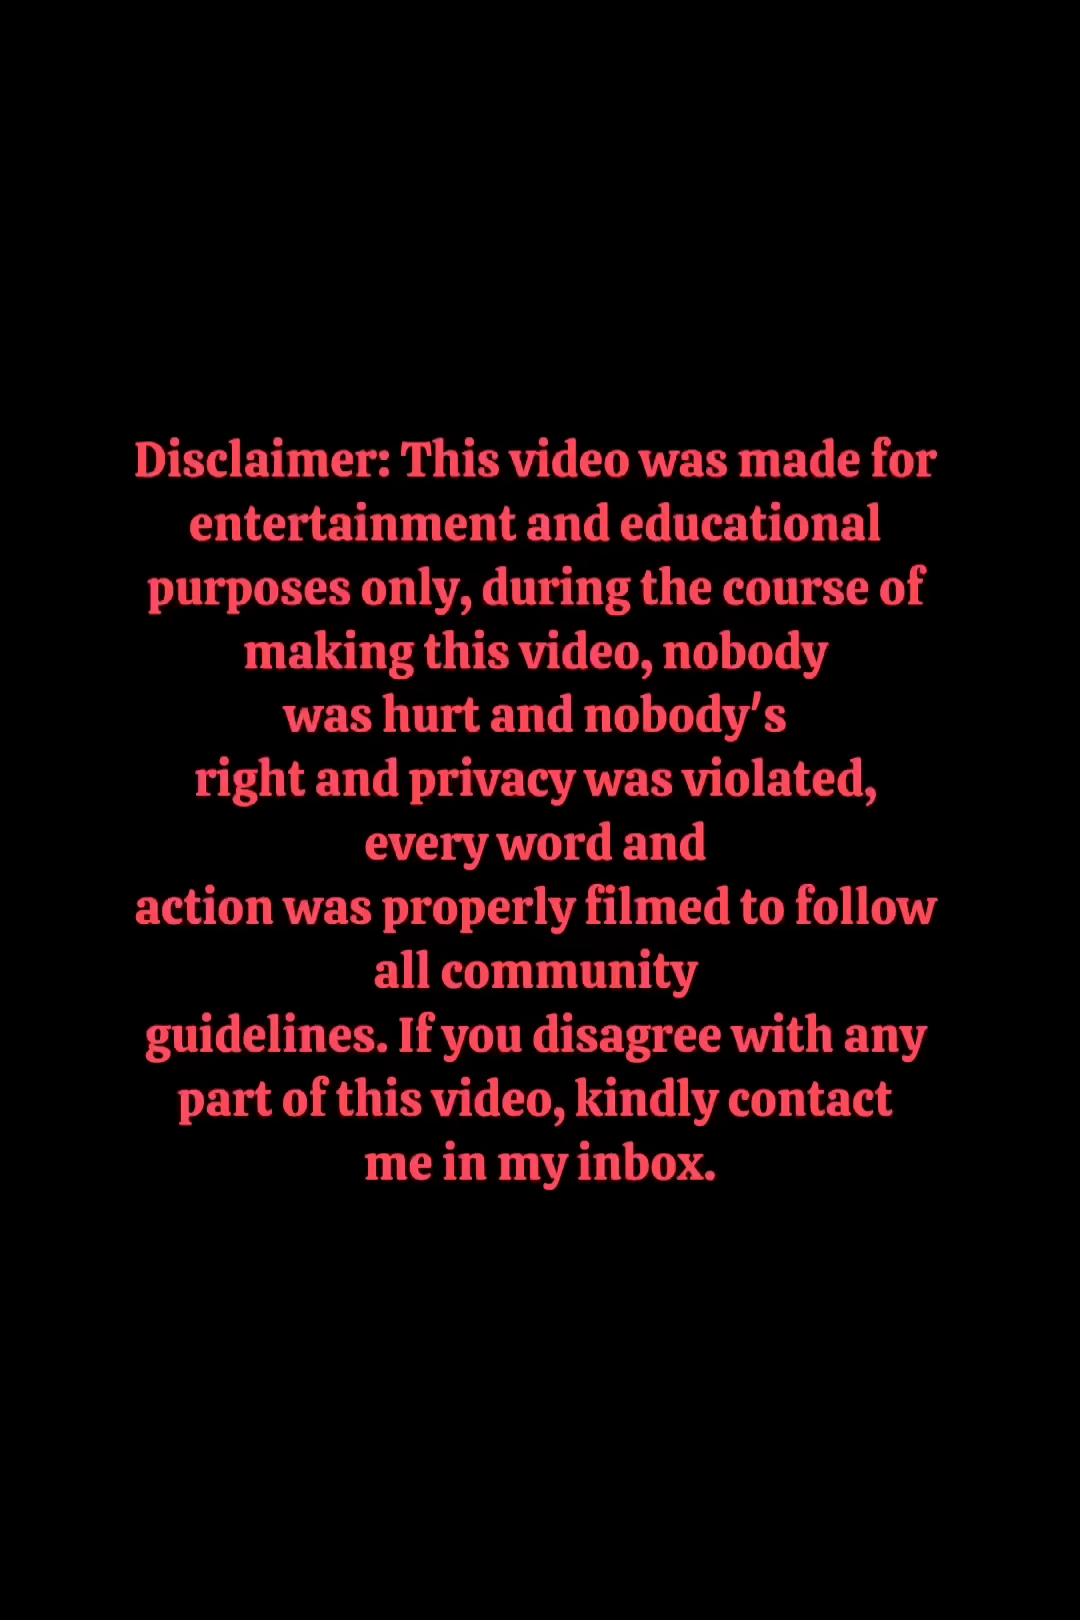 Disclaimer: This video was made for
entertainment and educational
purposes only, during the course of
making this video, nobody
was hurt and nobody's
right and privacy was violated,
every word and
action was properly filmed to follow
all community
guidelines. If you disagree with any
part of this video, kindly contact
me in my inbox.